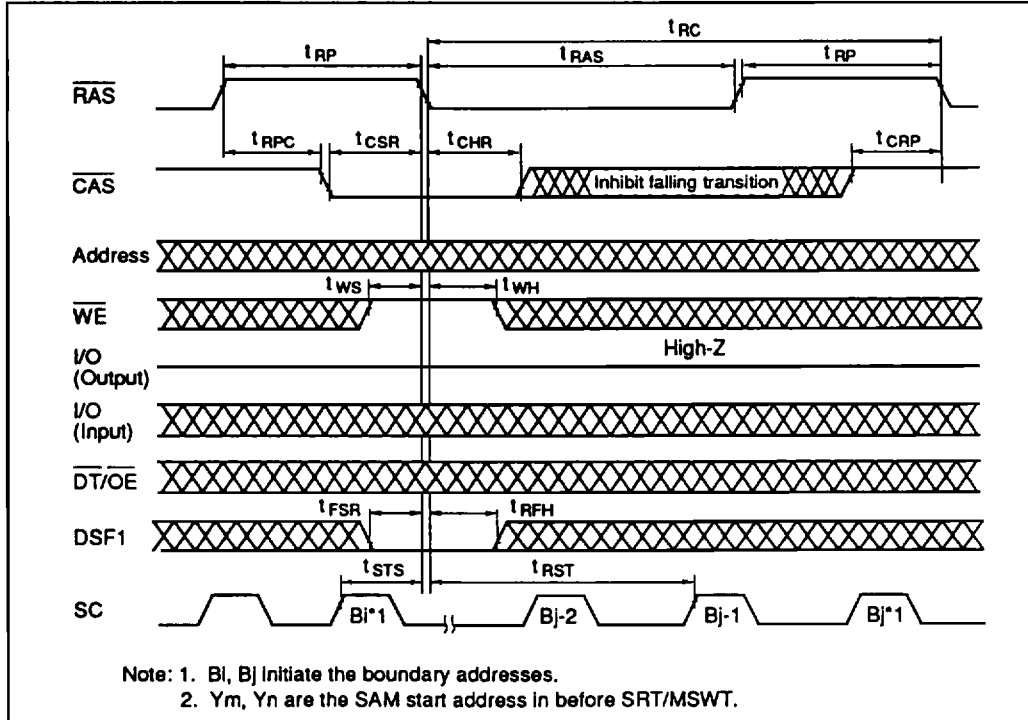 tRC
tRP tRAS tRP
RAS
tRPC tCSR tCHR tCRP
CAS Inhibit falling transition
Address
tWS tWH
WE
High-Z
I/O
(Output)
I/O
(Input)
DT/OE
tFSR tRFH
DSF1
tSTS tRST
SC Bi*1 Bj-2 Bj-1 Bj*1
Note: 1. Bi, Bj initiate the boundary addresses.
2. Ym, Yn are the SAM start address in before SRT/MSWT.